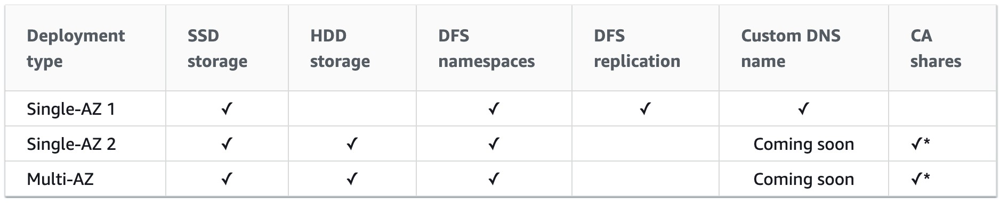 Deployment type SSD storage HDD storage DFS namespaces DFS replication Custom DNS name CA shares
Single-AZ 1 ✓ ✓ ✓ ✓
Single-AZ 2 ✓ ✓ ✓ Coming soon ✓*
Multi-AZ ✓ ✓ ✓ Coming soon ✓*